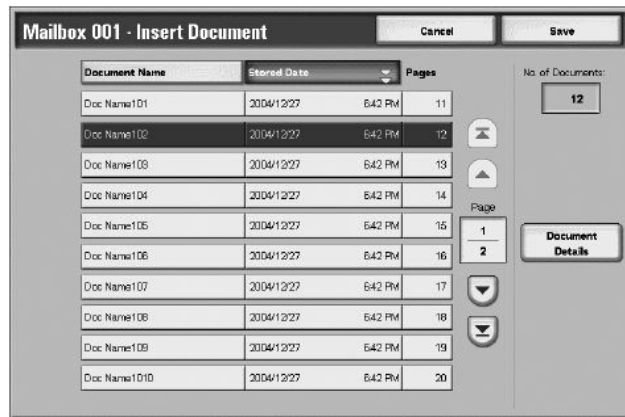 Mailbox 001 - Insert Document Cancel Save
Document Name Stored Date Pages No. of Documents:
Doc Name101 2004/12/27 6:42 PM 11 12
Doc Name102 2004/12/27 6:42 PM 12
Doc Name103 2004/12/27 6:42 PM 13
Doc Name104 2004/12/27 6:42 PM 14
Page
Doc Name105 2004/12/27 6:42 PM 15 1
Document
Details
Doc Name106 2004/12/27 6:42 PM 16 2
Doc Name107 2004/12/27 6:42 PM 17
Doc Name108 2004/12/27 6:42 PM 18
Doc Name109 2004/12/27 6:42 PM 19
Doc Name1010 2004/12/27 6:42 PM 20